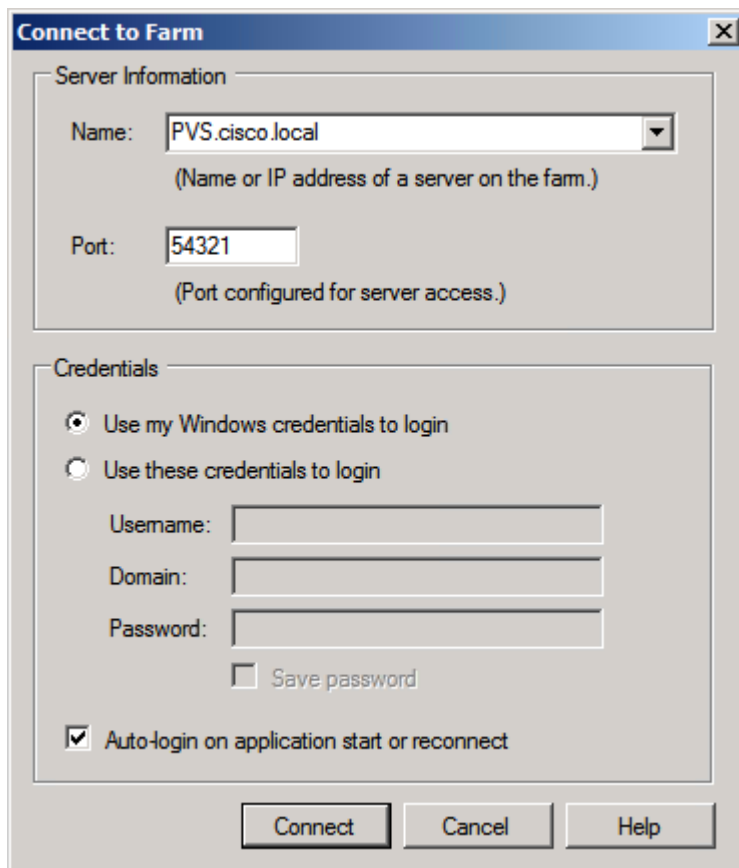 Connect to Farm
Server Information
Name: PVS.cisco.local
(Name or IP address of a server on the farm.)
Port: 54321
(Port configured for server access.)
Credentials
Use my Windows credentials to login
Use these credentials to login
Username:
Domain:
Password:
Save password
Auto-login on application start or reconnect
Connect Cancel Help